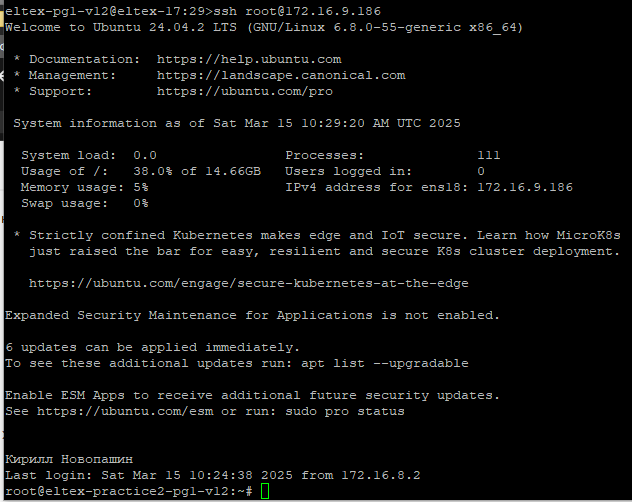 eltex-pg1-v12@eltex-17:29>ssh root@172.16.9.186
Welcome to Ubuntu 24.04.2 LTS (GNU/Linux 6.8.0-55-generic x86_64)
* Documentation:  https://help.ubuntu.com
* Management:     https://landscape.canonical.com
* Support:        https://ubuntu.com/pro
System information as of Sat Mar 15 10:29:20 AM UTC 2025
System load:  0.0                Processes:              111
Usage of /:   38.0% of 14.66GB   Users logged in:        0
Memory usage: 5%                 IPv4 address for ens18: 172.16.9.186
Swap usage:   0%
* Strictly confined Kubernetes makes edge and IoT secure. Learn how MicroK8s
just raised the bar for easy, resilient and secure K8s cluster deployment.
https://ubuntu.com/engage/secure-kubernetes-at-the-edge
Expanded Security Maintenance for Applications is not enabled.
6 updates can be applied immediately.
To see these additional updates run: apt list --upgradable
Enable ESM Apps to receive additional future security updates.
See https://ubuntu.com/esm or run: sudo pro status
Кирилл Новопашин
Last login: Sat Mar 15 10:24:38 2025 from 172.16.8.2
root@eltex-practice2-pg1-v12:~#